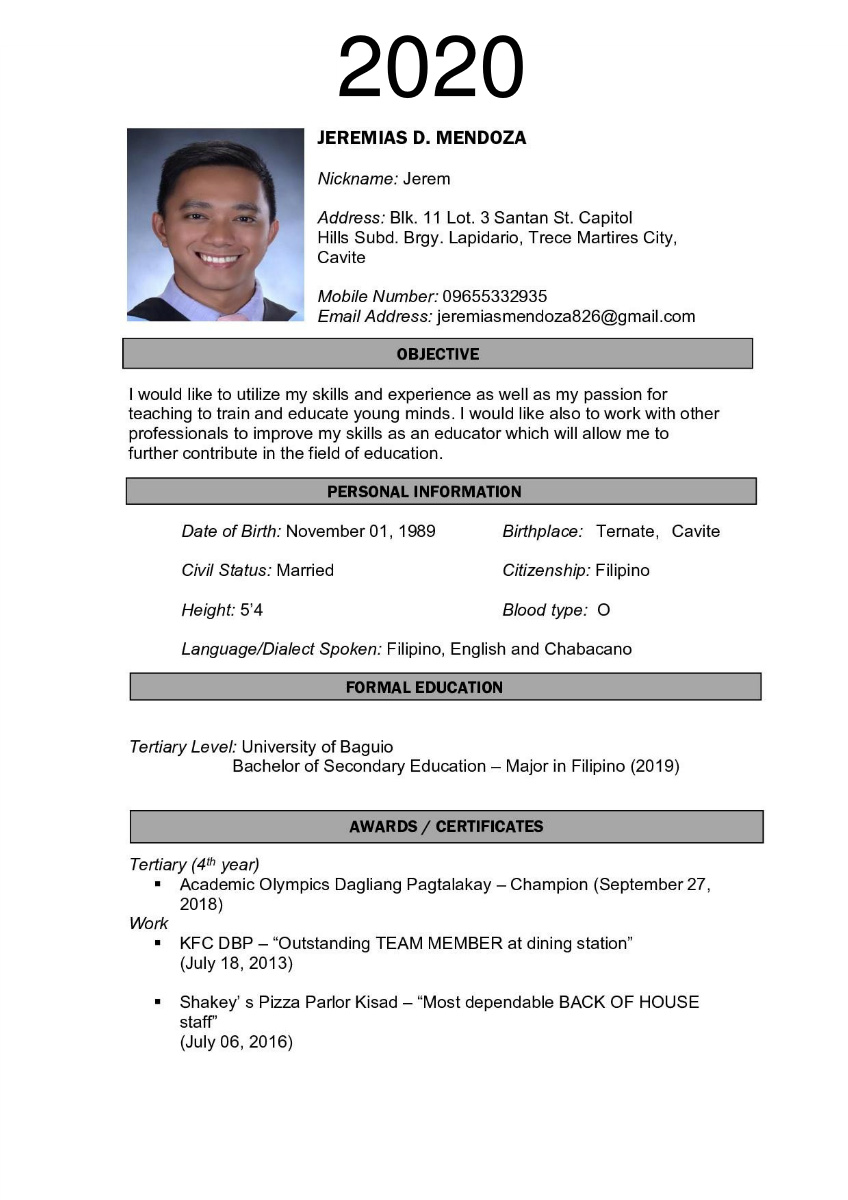 2020
JEREMIAS D. MENDOZA
Nickname: Jerem
Address: Blk. 11 Lot. 3 Santan St. Capitol
Hills Subd. Brgy. Lapidario, Trece Martires City,
Cavite
Mobile Number: 09655332935
Email Address: jeremiasmendoza826@gmail.com
OBJECTIVE
I would like to utilize my skills and experience as well as my passion for
teaching to train and educate young minds. I would like also to work with other
professionals to improve my skills as an educator which will allow me to
further contribute in the field of education.
PERSONAL INFORMATION
Date of Birth: November 01, 1989 Birthplace: Ternate, Cavite
Civil Status: Married Citizenship: Filipino
Height: 5’4 Blood type: O
Language/Dialect Spoken: Filipino, English and Chabacano
FORMAL EDUCATION
Tertiary Level: University of Baguio
Bachelor of Secondary Education – Major in Filipino (2019)
AWARDS / CERTIFICATES
Tertiary (4th year)
▪ Academic Olympics Dagliang Pagtalakay – Champion (September 27,
2018)
Work
▪ KFC DBP – “Outstanding TEAM MEMBER at dining station”
(July 18, 2013)
▪ Shakey’ s Pizza Parlor Kisad – “Most dependable BACK OF HOUSE
staff”
(July 06, 2016)